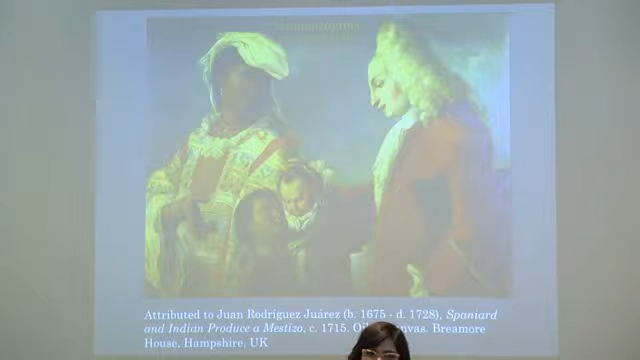 Attributed to Juan Rodríguez Juárez (b. 1675 - d. 1728), Spaniard
and Indian Produce a Mestizo, c. 1715. Breamore
House, Hampshire, UK